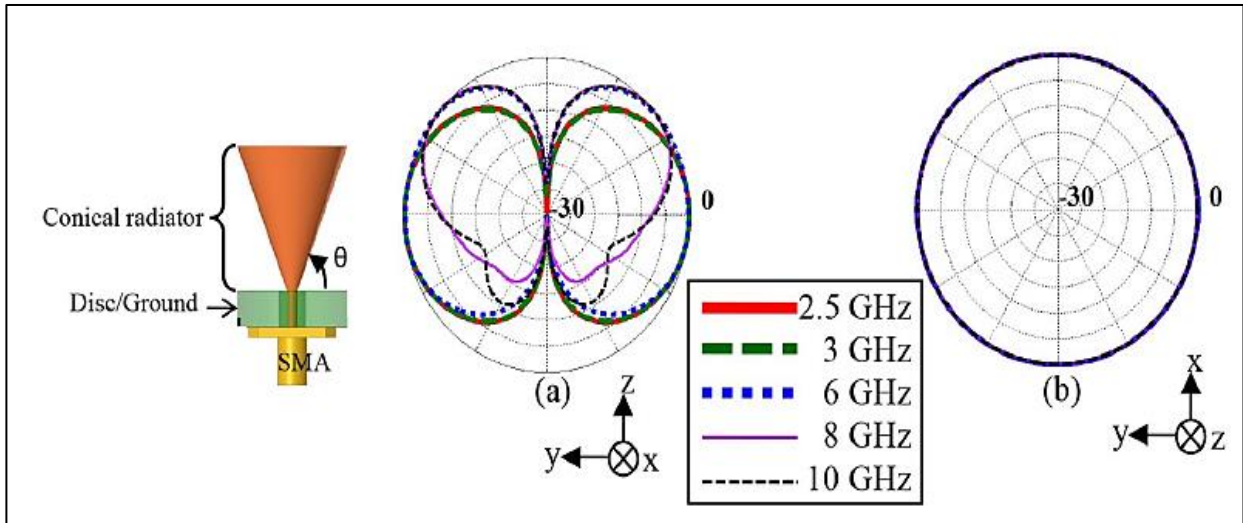 Conical radiator
θ
Disc/Ground
SMA
-30
0
(a)
z
y
x
2.5 GHz
3 GHz
6 GHz
8 GHz
10 GHz
-30
0
(b)
x
y
z